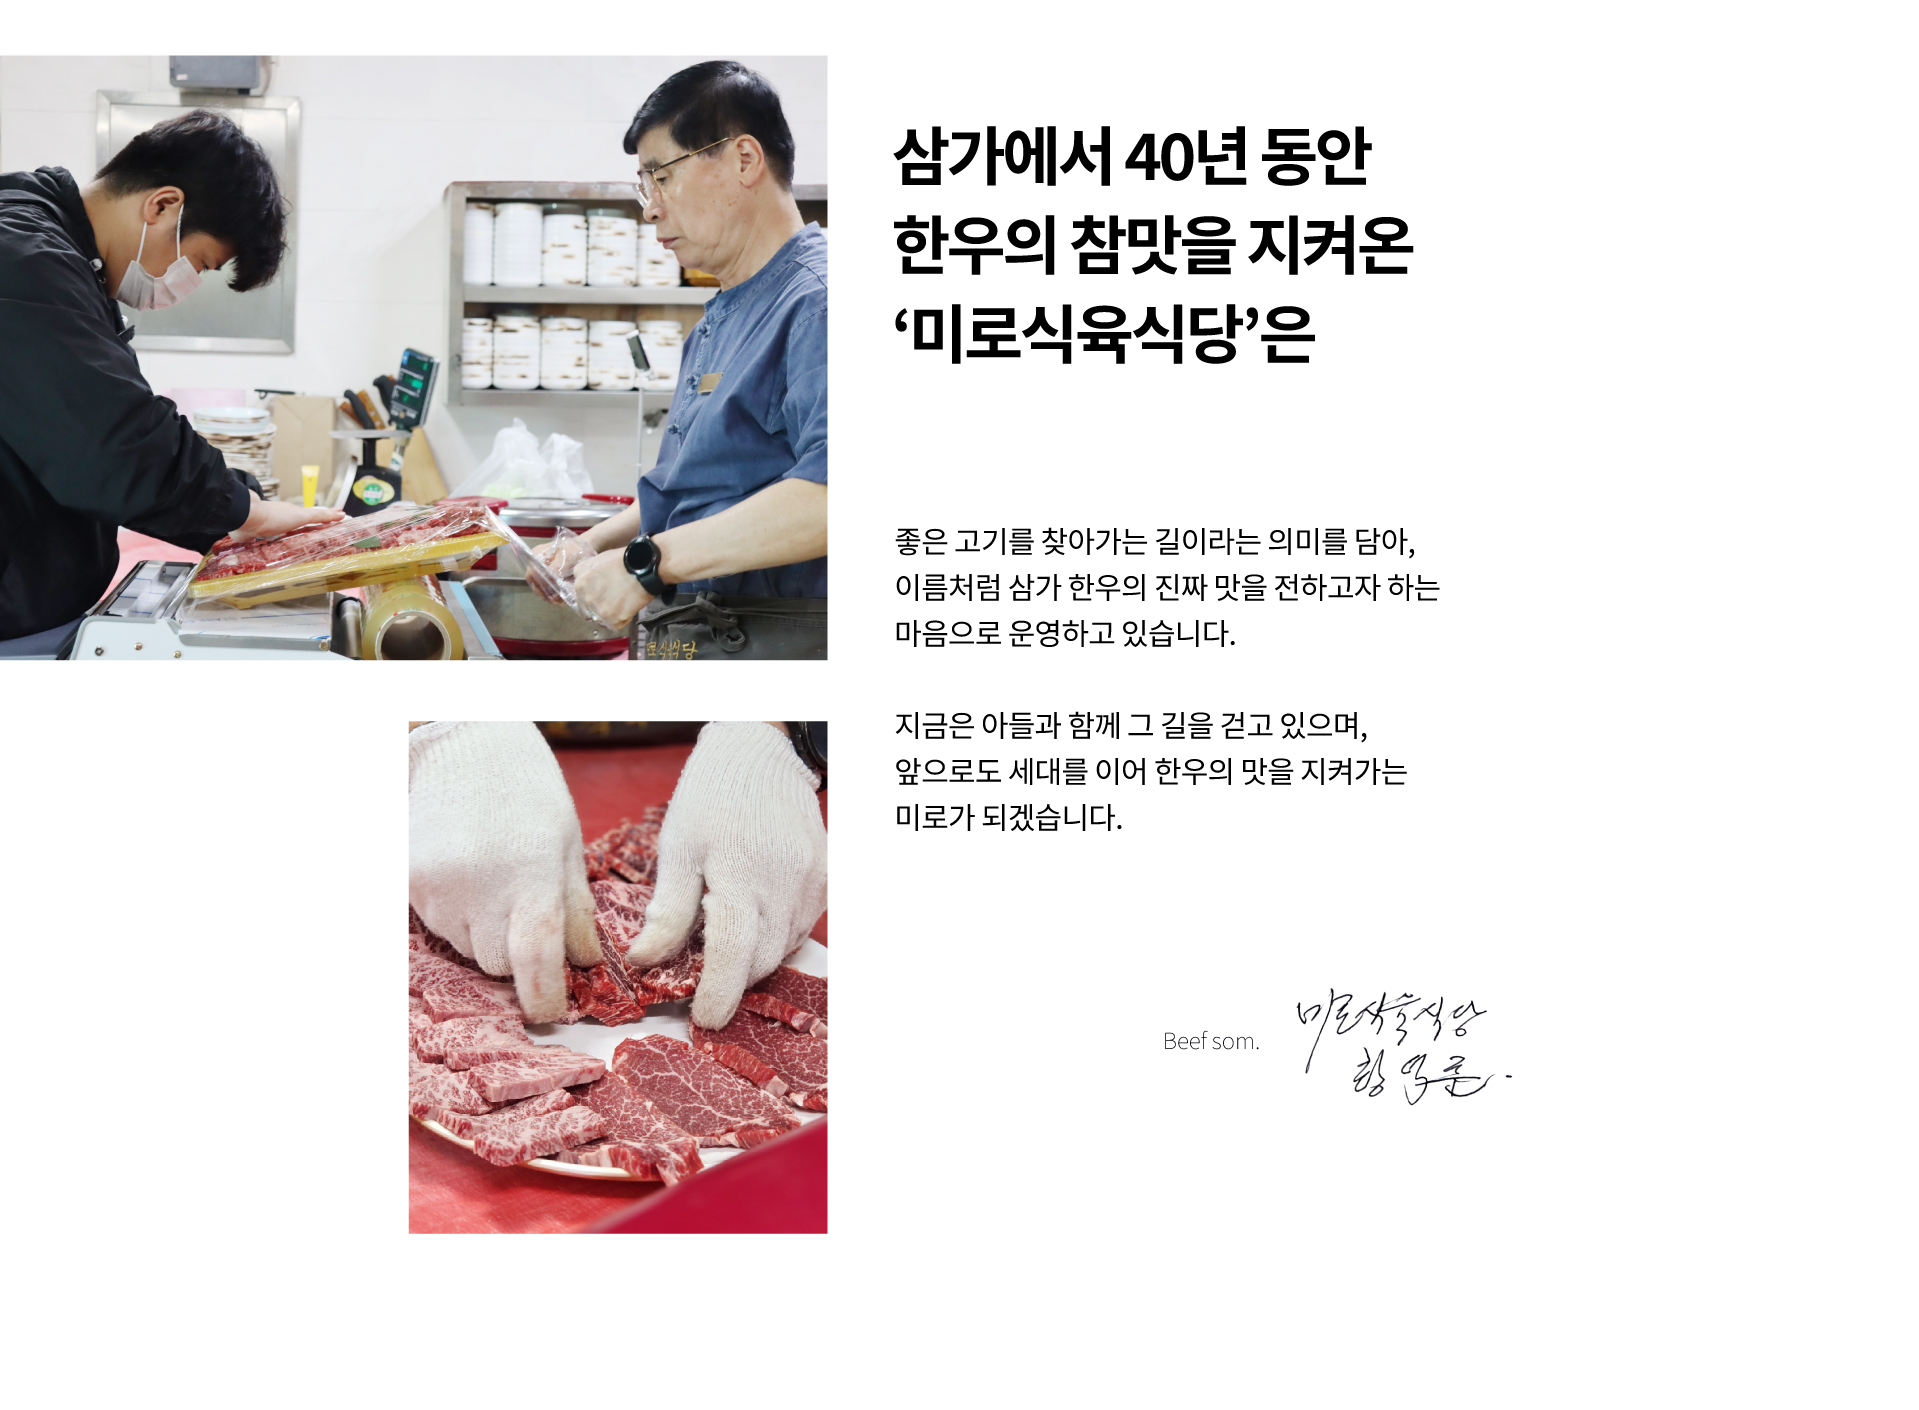 삼가에서 40년 동안
한우의 참맛을 지켜온
‘미로식육식당’은
좋은 고기를 찾아가는 길이라는 의미를 담아,
이름처럼 삼가 한우의 진짜 맛을 전하고자 하는
마음으로 운영하고 있습니다.
지금은 아들과 함께 그 길을 걷고 있으며,
앞으로도 세대를 이어 한우의 맛을 지켜가는
미로가 되겠습니다.
Beef som.
미로식육식당